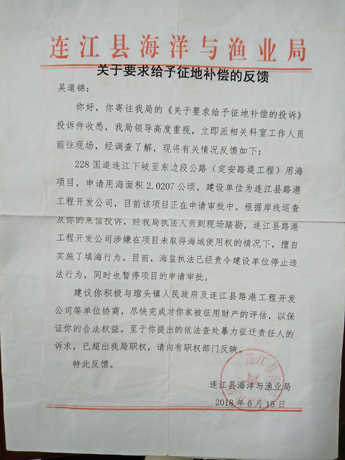 连江县海洋与渔业局
关于要求给予征地补偿的反馈
吴道锦：
你好，你寄往我局的《关于要求给予征地补偿的投诉》
投诉件收悉，我局领导高度重视，立即派相关科室工作人员
前往现场，经调查了解，现将有关情况反馈如下：
228国道连江下岐至东边段公路（定安路堤工程）用海
项目，申请用海面积2.0207公顷，建设单位为连江县路港
工程开发公司，目前该项目正在申请审批中。根据岸线巡查
及你的来信投诉，经我局执法人员到现场踏勘，连江县路港
工程开发公司涉嫌在项目未取得海域使用权的情况下，擅自
实施了填海行为。目前，海监执法已经责令建设单位停止违
法行为，同时也暂停项目的申请审批。
建议你积极与琯头镇人民政府及连江县路港工程开发
公司等单位协商，尽快完成对你家被征用财产的评估，以保
证你的合法权益。至于你提出的依法查处暴力征迁责任人的
诉求，已超出我局职权，请向有职权部门反映。
特此反馈。
连江县海洋与渔业局
2018年6月15日